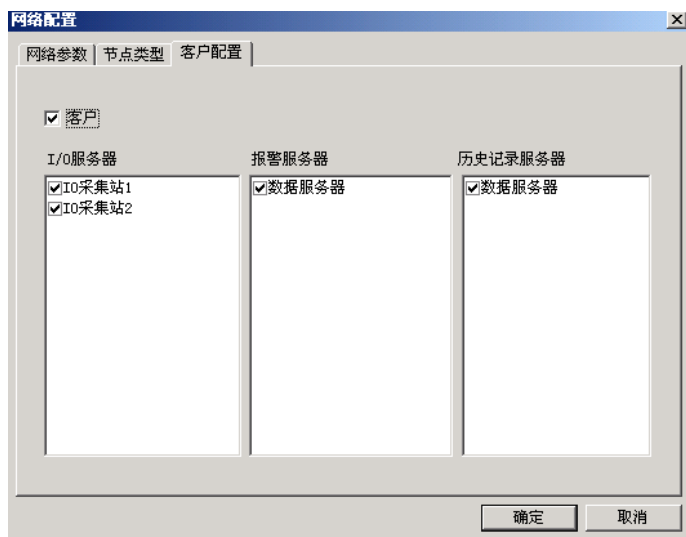 网络配置
网络参数 节点类型 客户配置
客户
I/O服务器 报警服务器 历史记录服务器
IO采集站1 数据服务器 数据服务器
IO采集站2
确定 取消